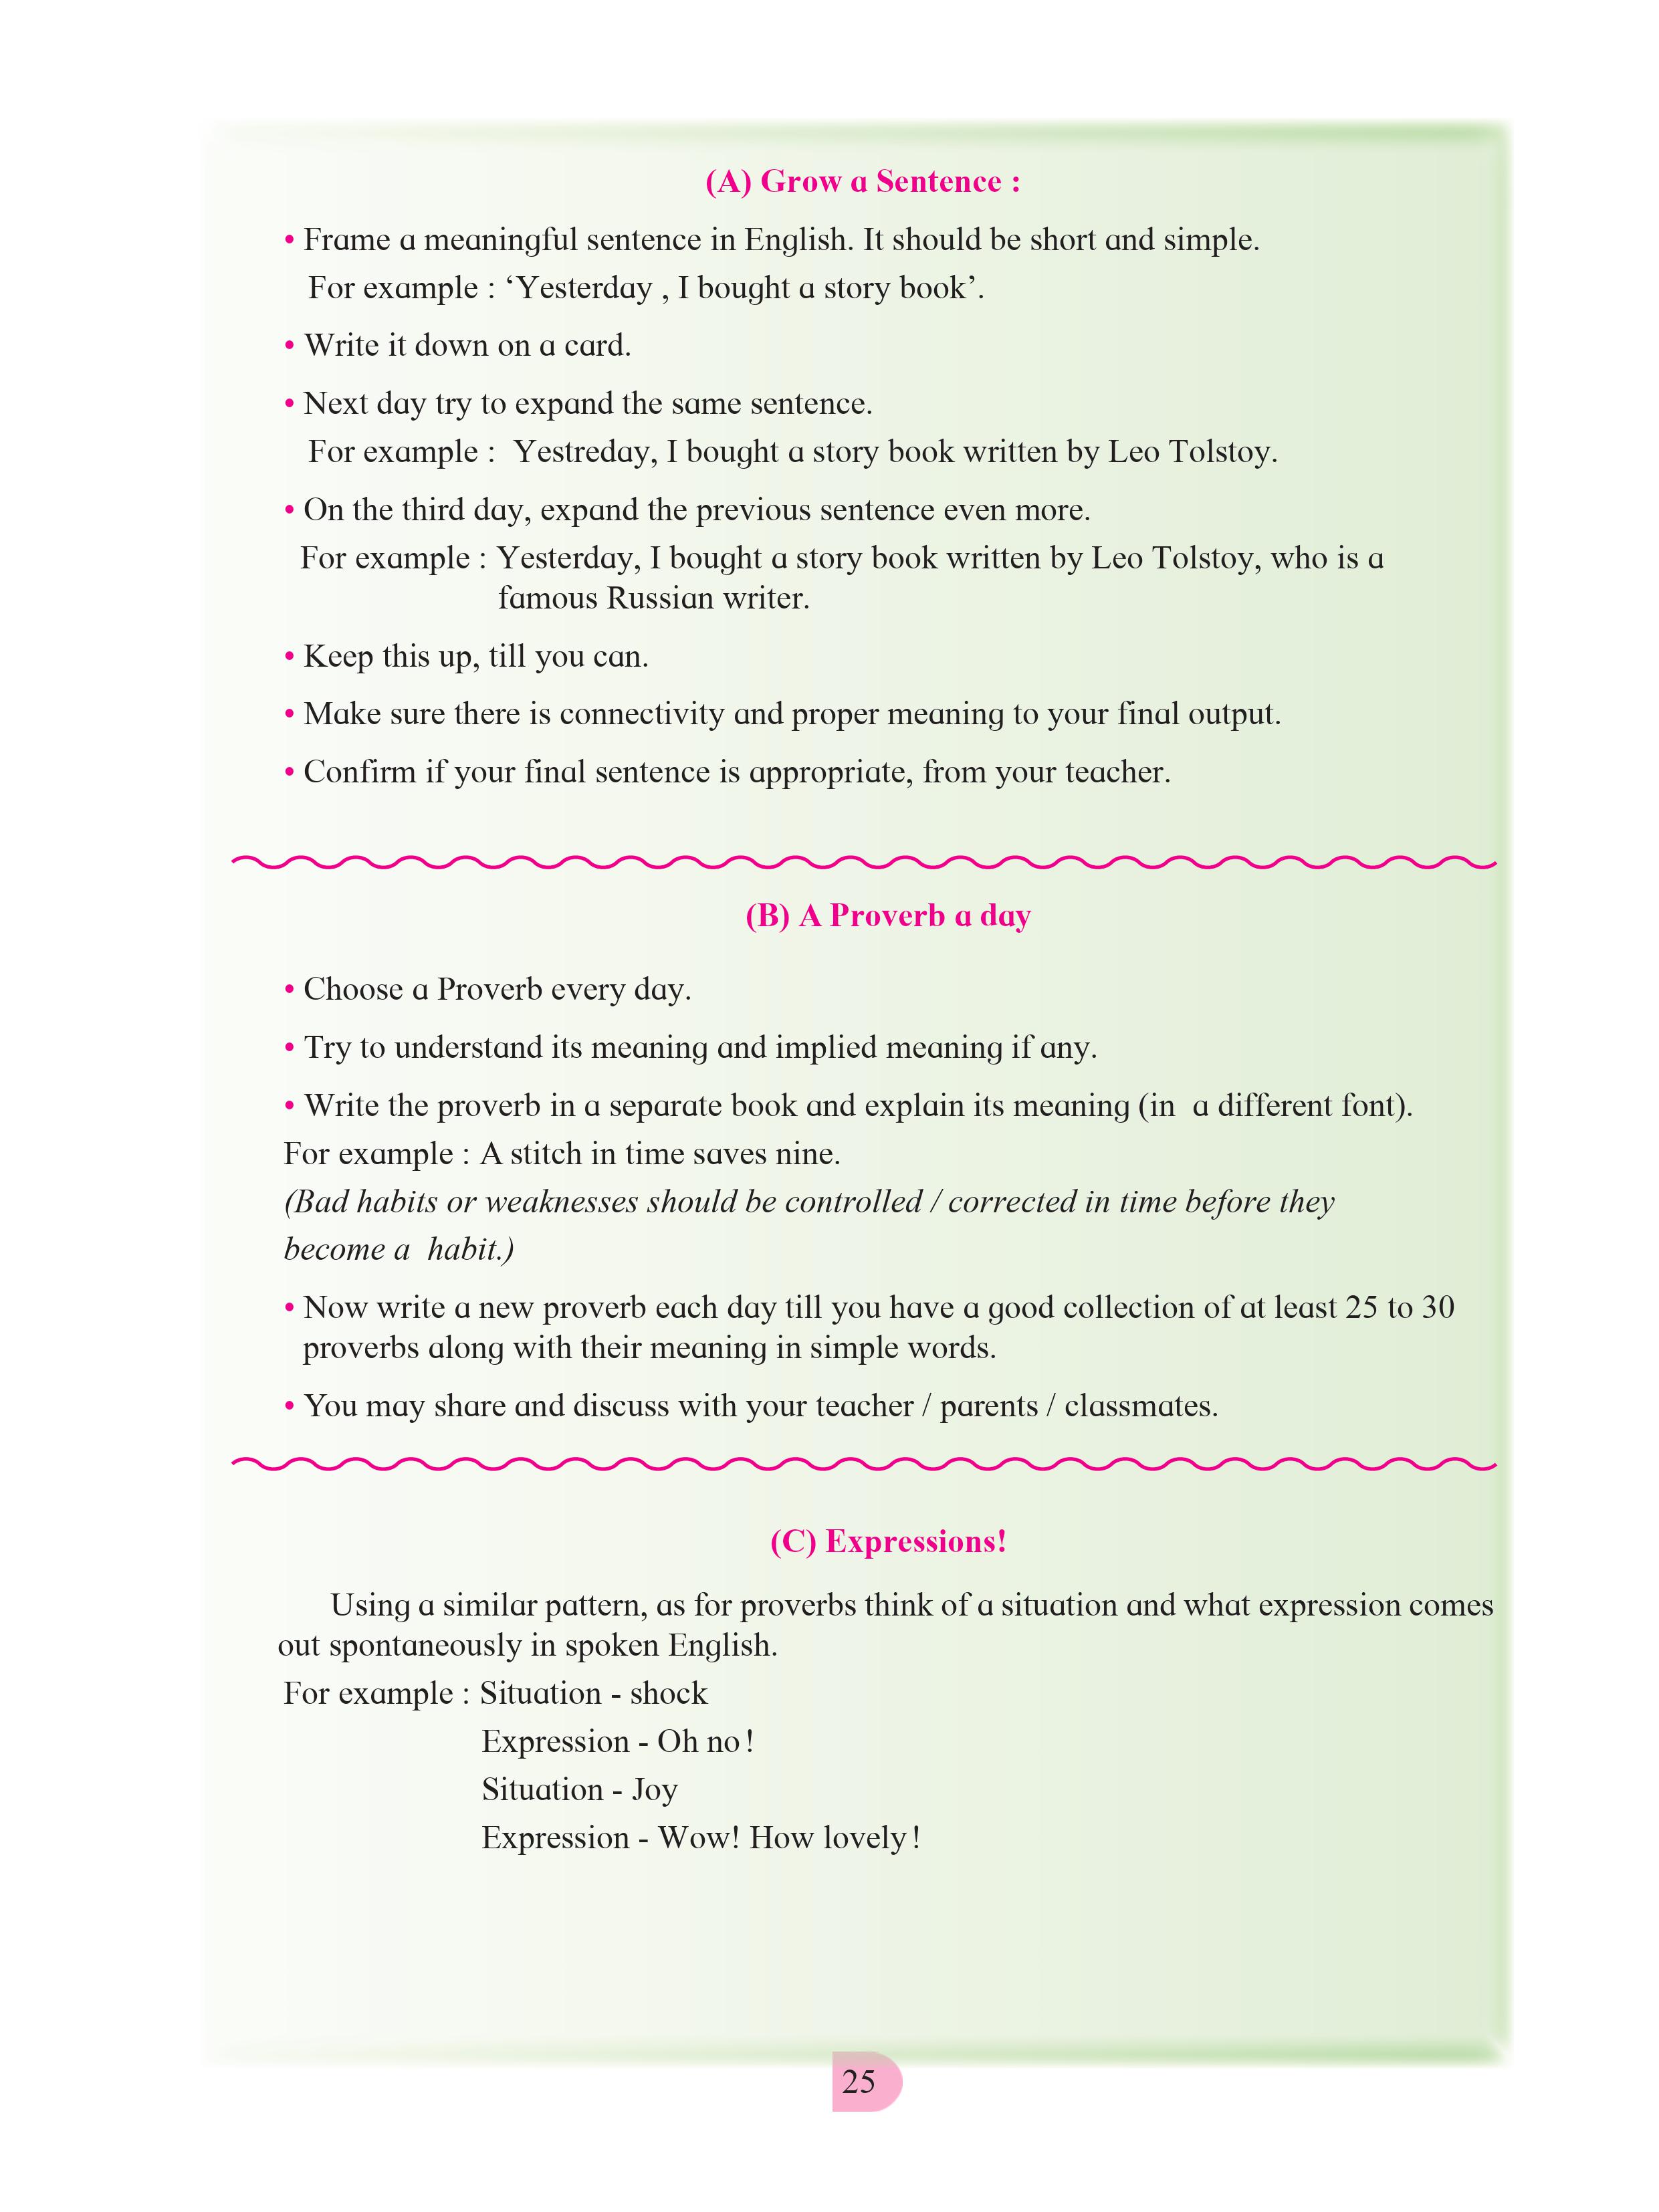 (A) Grow a Sentence :
• Frame a meaningful sentence in English. It should be short and simple.
For example : ‘Yesterday , I bought a story book’.
• Write it down on a card.
• Next day try to expand the same sentence.
For example : Yestreday, I bought a story book written by Leo Tolstoy.
• On the third day, expand the previous sentence even more.
For example : Yesterday, I bought a story book written by Leo Tolstoy, who is a
famous Russian writer.
• Keep this up, till you can.
• Make sure there is connectivity and proper meaning to your final output.
• Confirm if your final sentence is appropriate, from your teacher.
(B) A Proverb a day
• Choose a Proverb every day.
• Try to understand its meaning and implied meaning if any.
• Write the proverb in a separate book and explain its meaning (in a different font).
For example : A stitch in time saves nine.
(Bad habits or weaknesses should be controlled / corrected in time before they
become a habit.)
• Now write a new proverb each day till you have a good collection of at least 25 to 30
proverbs along with their meaning in simple words.
• You may share and discuss with your teacher / parents / classmates.
(C) Expressions!
Using a similar pattern, as for proverbs think of a situation and what expression comes
out spontaneously in spoken English.
For example : Situation - shock
Expression - Oh no !
Situation - Joy
Expression - Wow! How lovely !
25